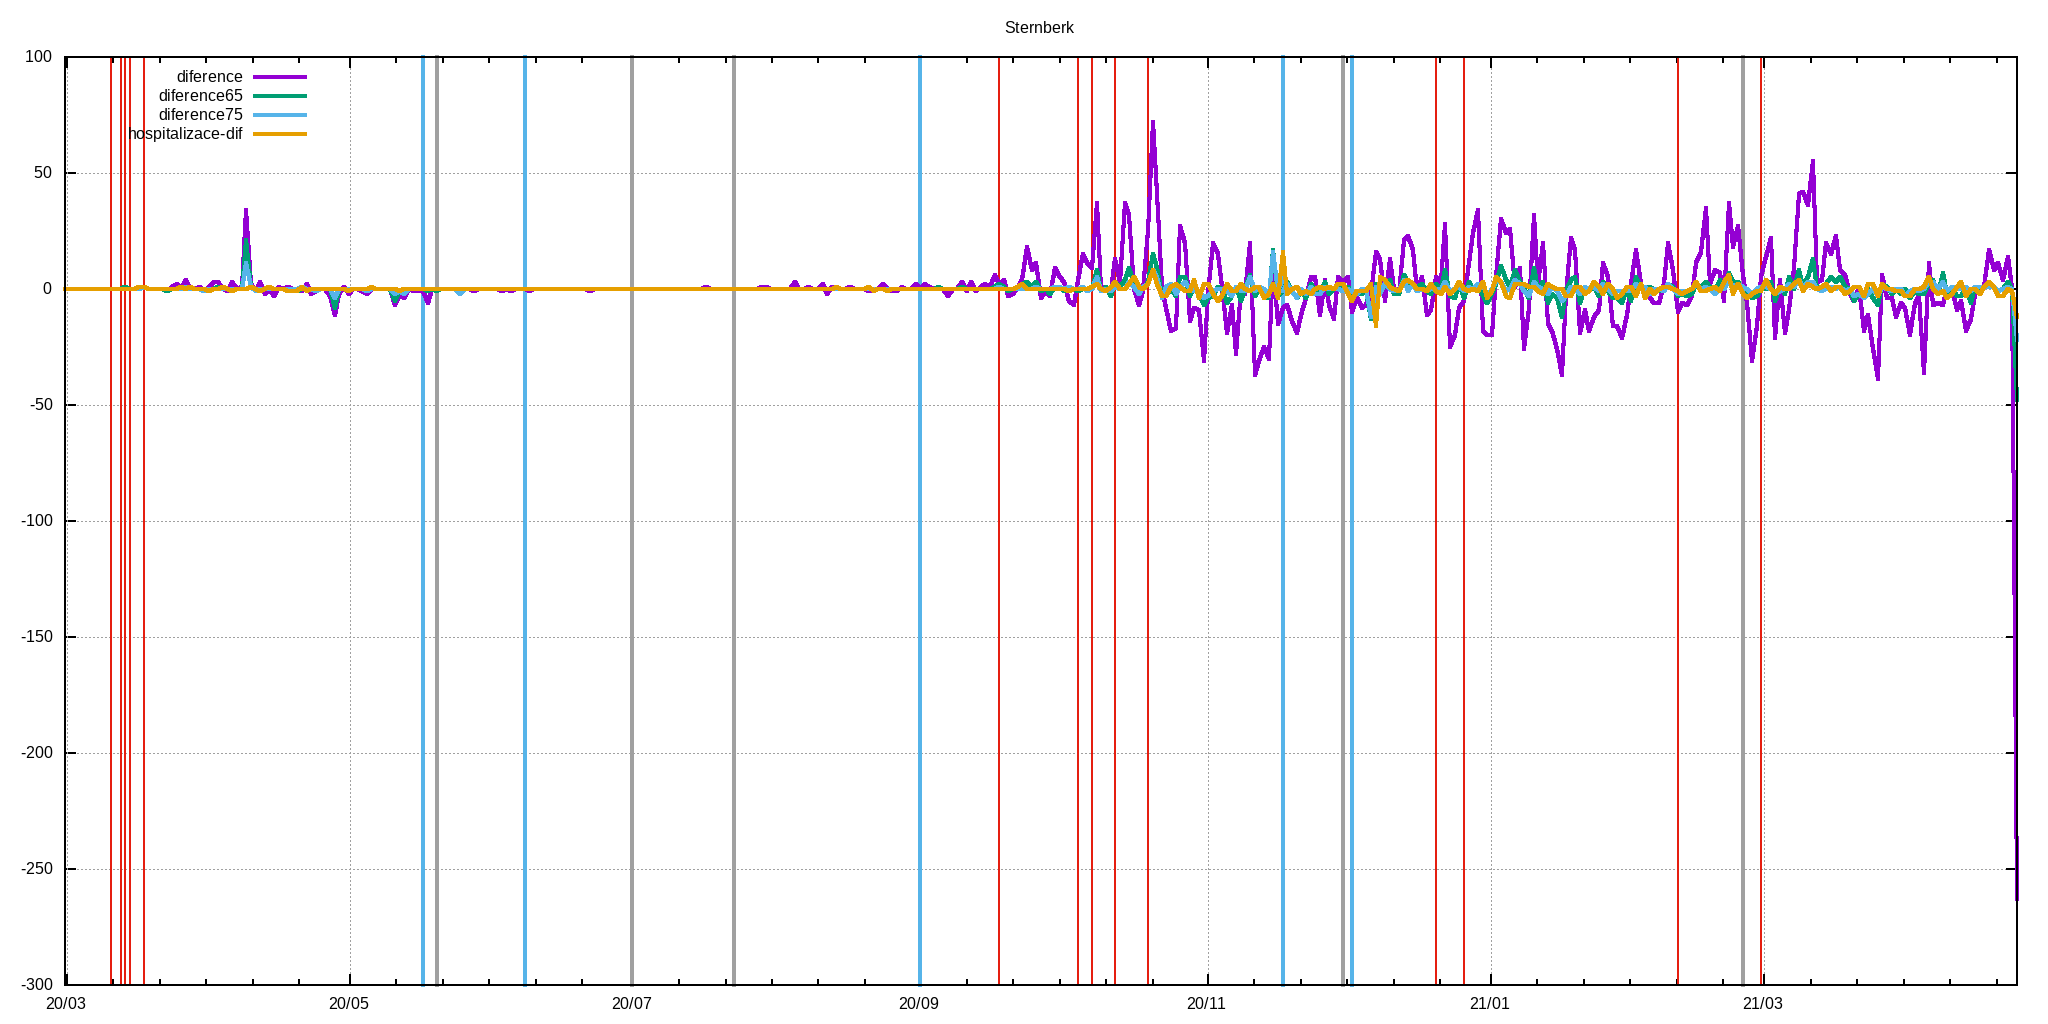 Sternberk
100
50
0
-50
-100
-150
-200
-250
-300
diference
diference65
diference75
hospitalizace-dif
20/03 20/05 20/07 20/09 20/11 21/01 21/03